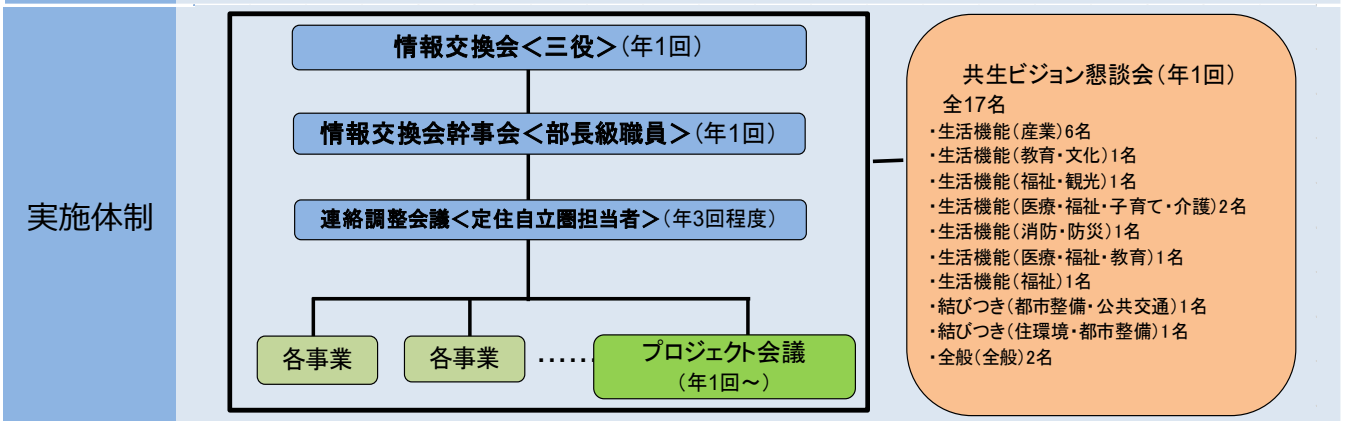 実施体制
情報交換会<三役>(年1回)
情報交換会幹事会<部長級職員>(年1回)
連絡調整会議<定住自立圏担当者>(年3回程度)
各事業
各事業
……
プロジェクト会議
(年1回～)
共生ビジョン懇談会(年1回)
全17名
・生活機能(産業)6名
・生活機能(教育・文化)1名
・生活機能(福祉・観光)1名
・生活機能(医療・福祉・子育て・介護)2名
・生活機能(消防・防災)1名
・生活機能(医療・福祉・教育)1名
・生活機能(福祉)1名
・結びつき(都市整備・公共交通)1名
・結びつき(住環境・都市整備)1名
・全般(全般)2名